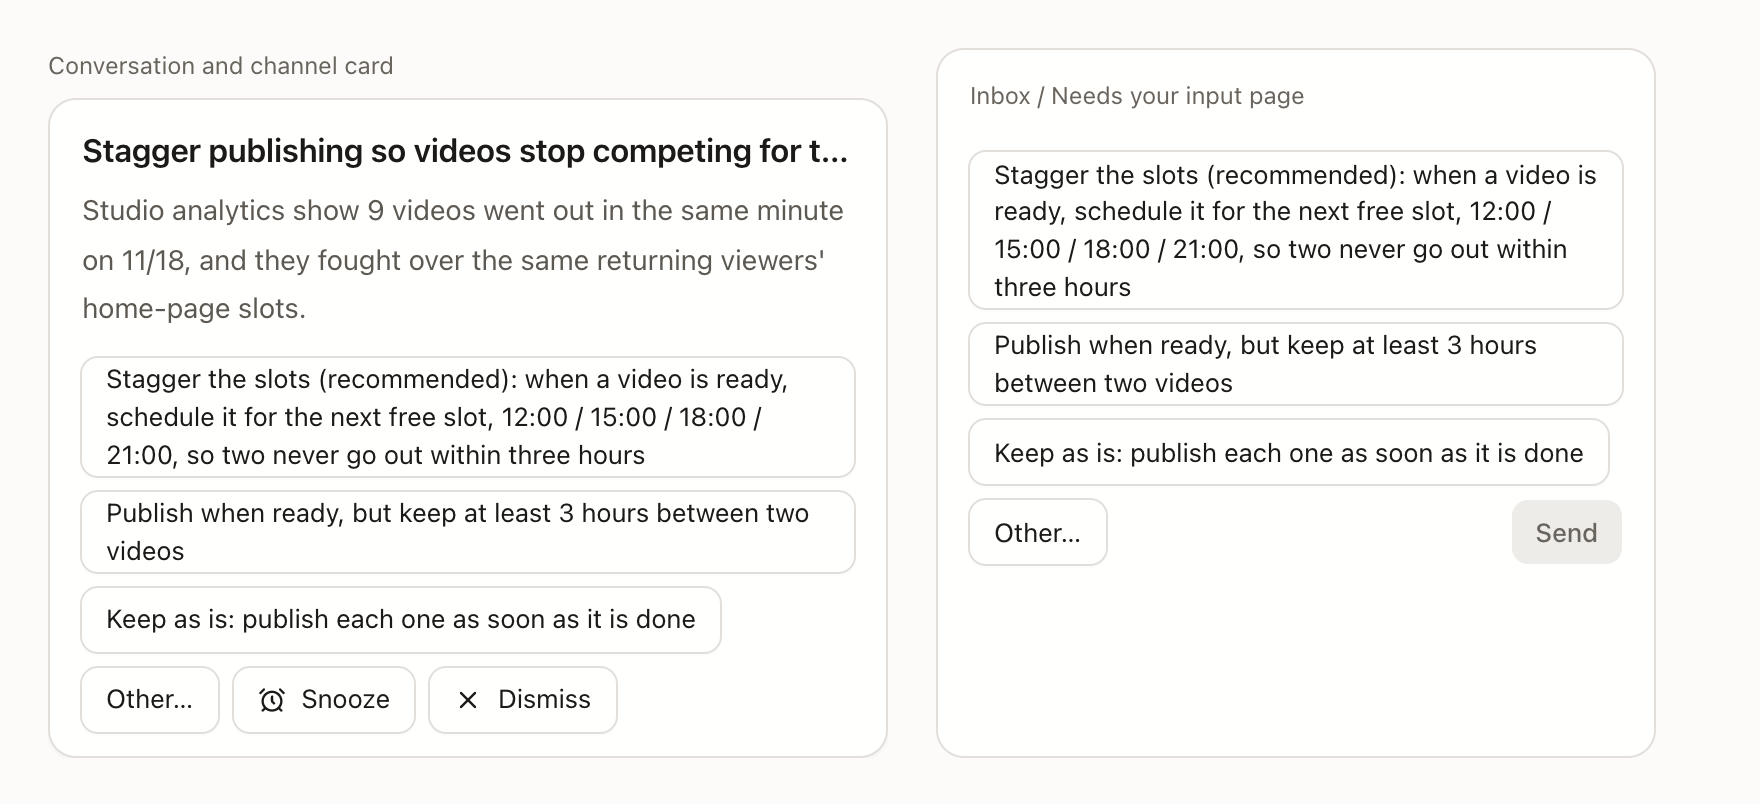 Conversation and channel card
Stagger publishing so videos stop competing for t...
Studio analytics show 9 videos went out in the same minute
on 11/18, and they fought over the same returning viewers'
home-page slots.
Stagger the slots (recommended): when a video is ready,
schedule it for the next free slot, 12:00 / 15:00 / 18:00 /
21:00, so two never go out within three hours
Publish when ready, but keep at least 3 hours between two
videos
Keep as is: publish each one as soon as it is done
Other...
Snooze
Dismiss
Inbox / Needs your input page
Stagger the slots (recommended): when a video is
ready, schedule it for the next free slot, 12:00 /
15:00 / 18:00 / 21:00, so two never go out within
three hours
Publish when ready, but keep at least 3 hours
between two videos
Keep as is: publish each one as soon as it is done
Other...
Send